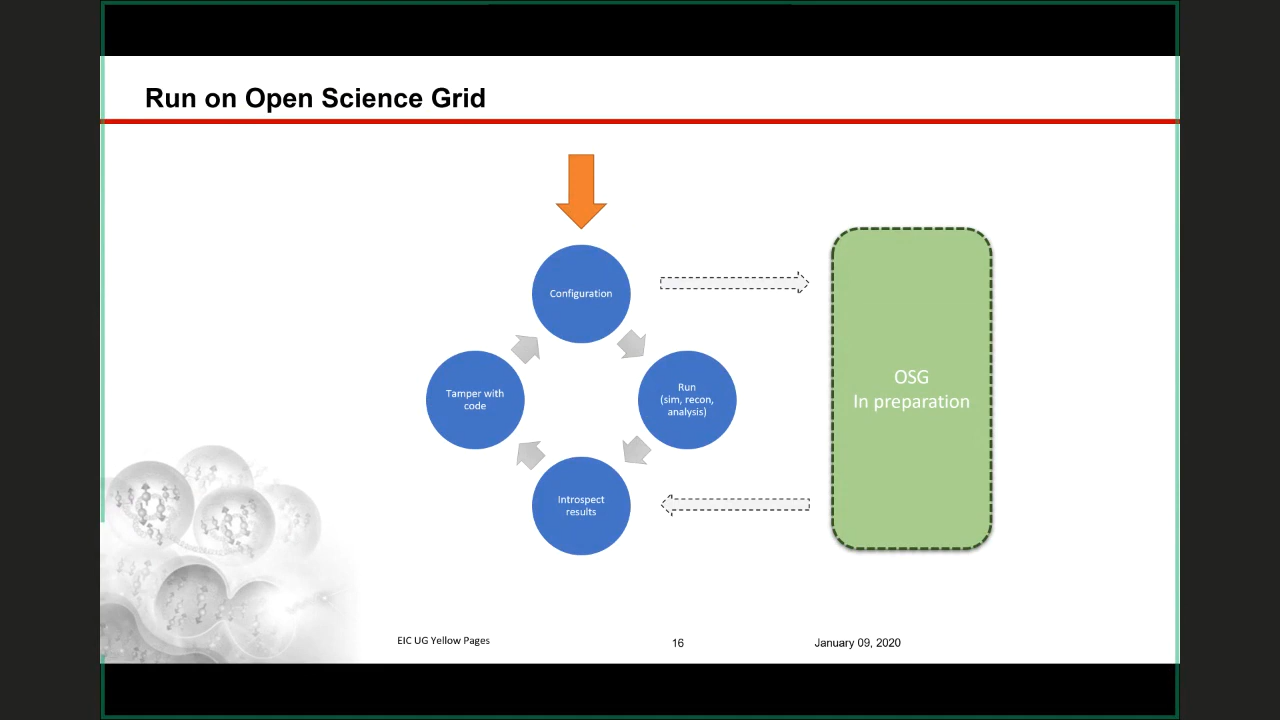 Run on Open Science Grid
Configuration
Tamper with
code
Run
(sim, recon,
analysis)
Introspect
results
OSG
In preparation
EIC UG Yellow Pages
16
January 09, 2020